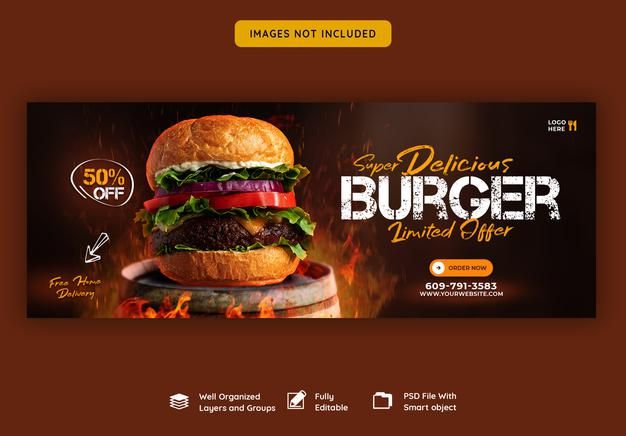 IMAGES NOT INCLUDED
LOGO
HERE
50%
OFF
Super Delicious
BURGER
Limited Offer
Free Home
Delivery
ORDER NOW
609-791-3583
WWW.YOURWEBSITE.COM
Well Organized
Layers and Groups
Fully
Editable
PSD File With
Smart object